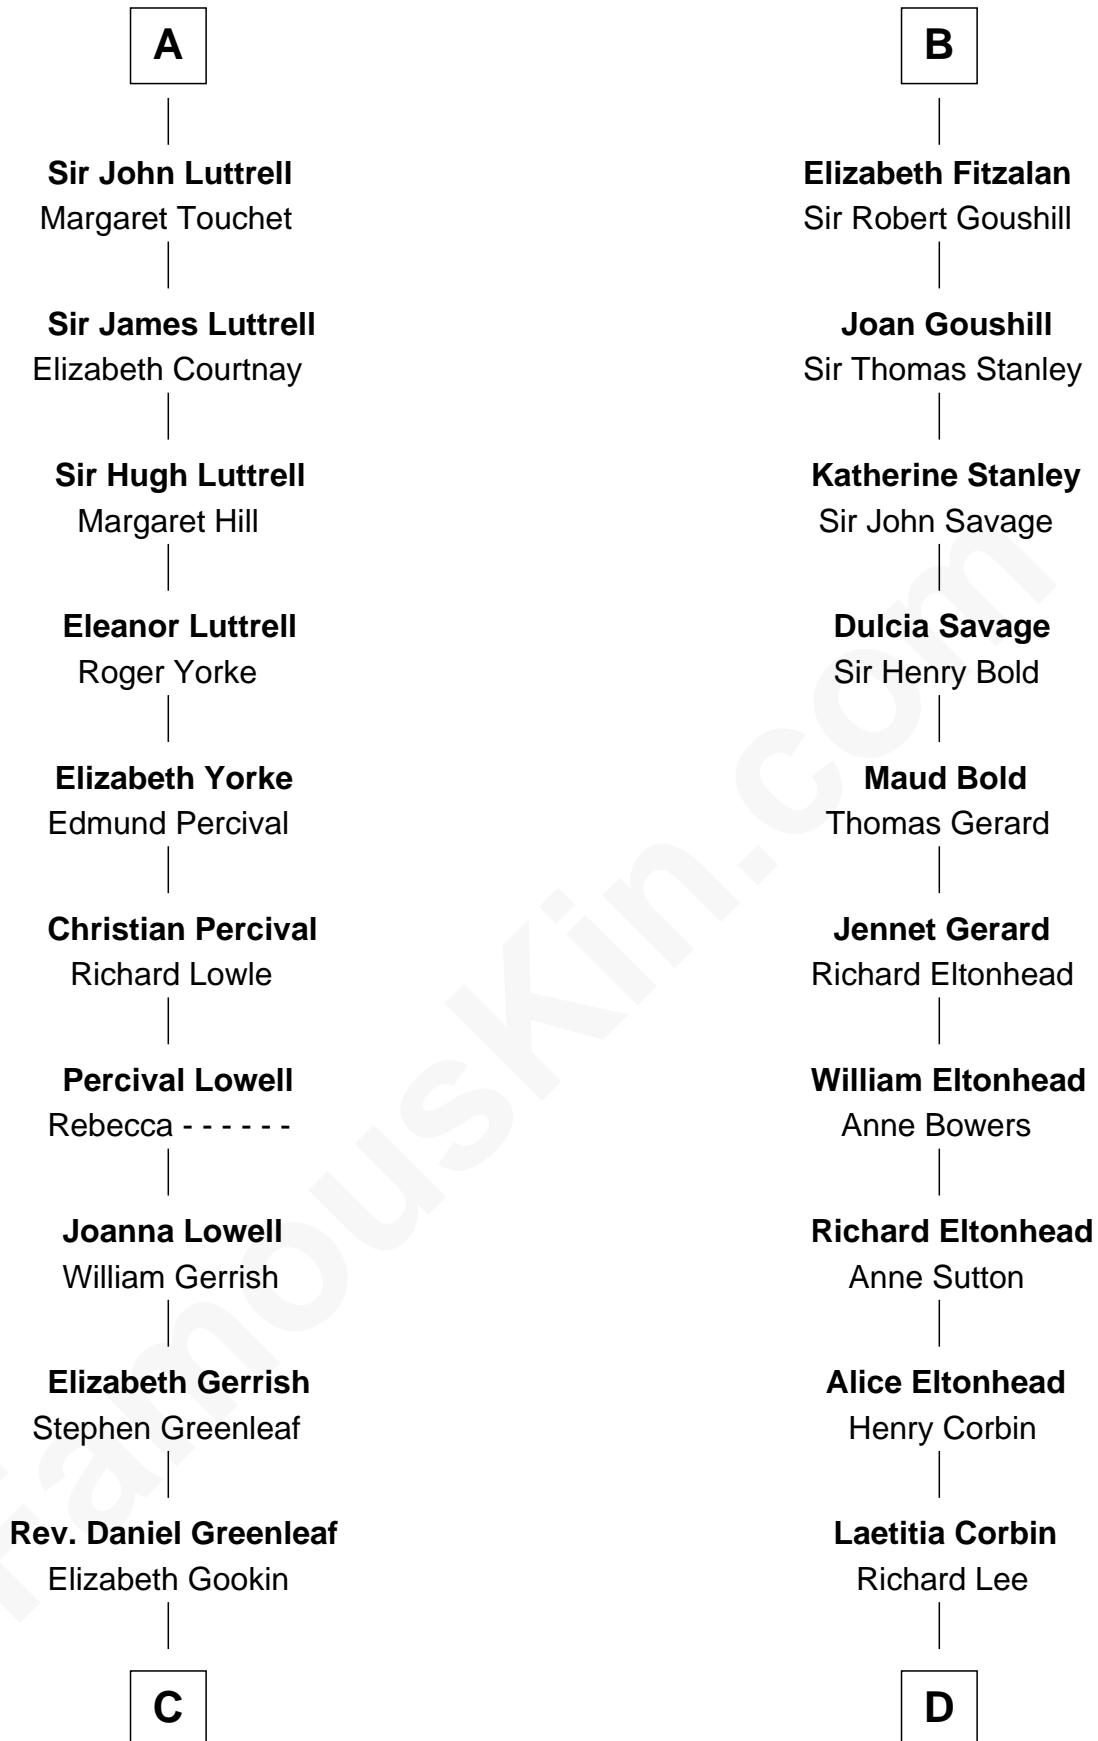 A
Sir John Luttrell
Margaret Touchet
Sir James Luttrell
Elizabeth Courtnay
Sir Hugh Luttrell
Margaret Hill
Eleanor Luttrell
Roger Yorke
Elizabeth Yorke
Edmund Percival
Christian Percival
Richard Lowle
Percival Lowell
Rebecca - - - - - -
Joanna Lowell
William Gerrish
Elizabeth Gerrish
Stephen Greenleaf
Rev. Daniel Greenleaf
Elizabeth Gookin
C
B
Elizabeth Fitzalan
Sir Robert Goushill
Joan Goushill
Sir Thomas Stanley
Katherine Stanley
Sir John Savage
Dulcia Savage
Sir Henry Bold
Maud Bold
Thomas Gerard
Jennet Gerard
Richard Eltonhead
William Eltonhead
Anne Bowers
Richard Eltonhead
Anne Sutton
Alice Eltonhead
Henry Corbin
Laetitia Corbin
Richard Lee
D
FamousKin.com